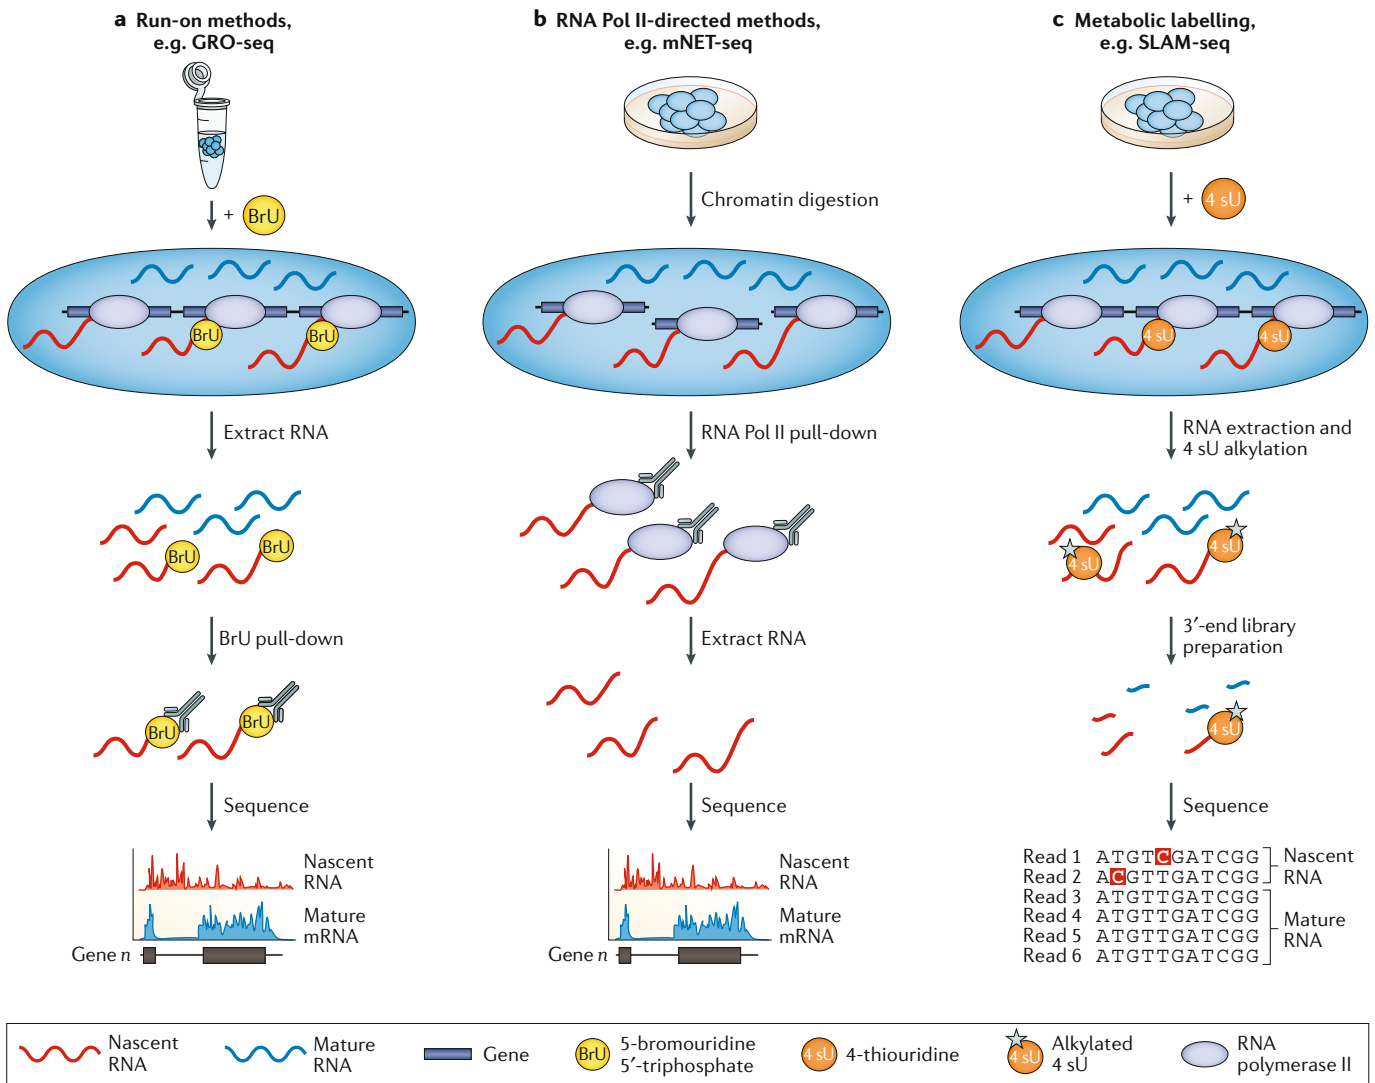 a Run-on methods,
e.g. GRO-seq
+ BrU
BrU
BrU
Extract RNA
BrU
BrU
BrU pull-down
BrU
BrU
Sequence
Nascent
RNA
Mature
mRNA
Gene n
b RNA Pol II-directed methods,
e.g. mNET-seq
Chromatin digestion
RNA Pol II pull-down
Extract RNA
Sequence
Nascent
RNA
Mature
mRNA
Gene n
c Metabolic labelling,
e.g. SLAM-seq
+ 4 sU
4 sU
4 sU
RNA extraction and
4 sU alkylation
4 sU
4 sU
3′-end library
preparation
4 sU
Sequence
Read 1 ATGTCGATCGG
Read 2 ACGTTGATCGG
Nascent
RNA
Read 3 ATGTTGATCGG
Read 4 ATGTTGATCGG
Read 5 ATGTTGATCGG
Read 6 ATGTTGATCGG
Mature
RNA
Nascent
RNA
Mature
RNA
Gene
BrU
5-bromouridine
5′-triphosphate
4 sU
4-thiouridine
4 sU
Alkylated
4 sU
RNA
polymerase II